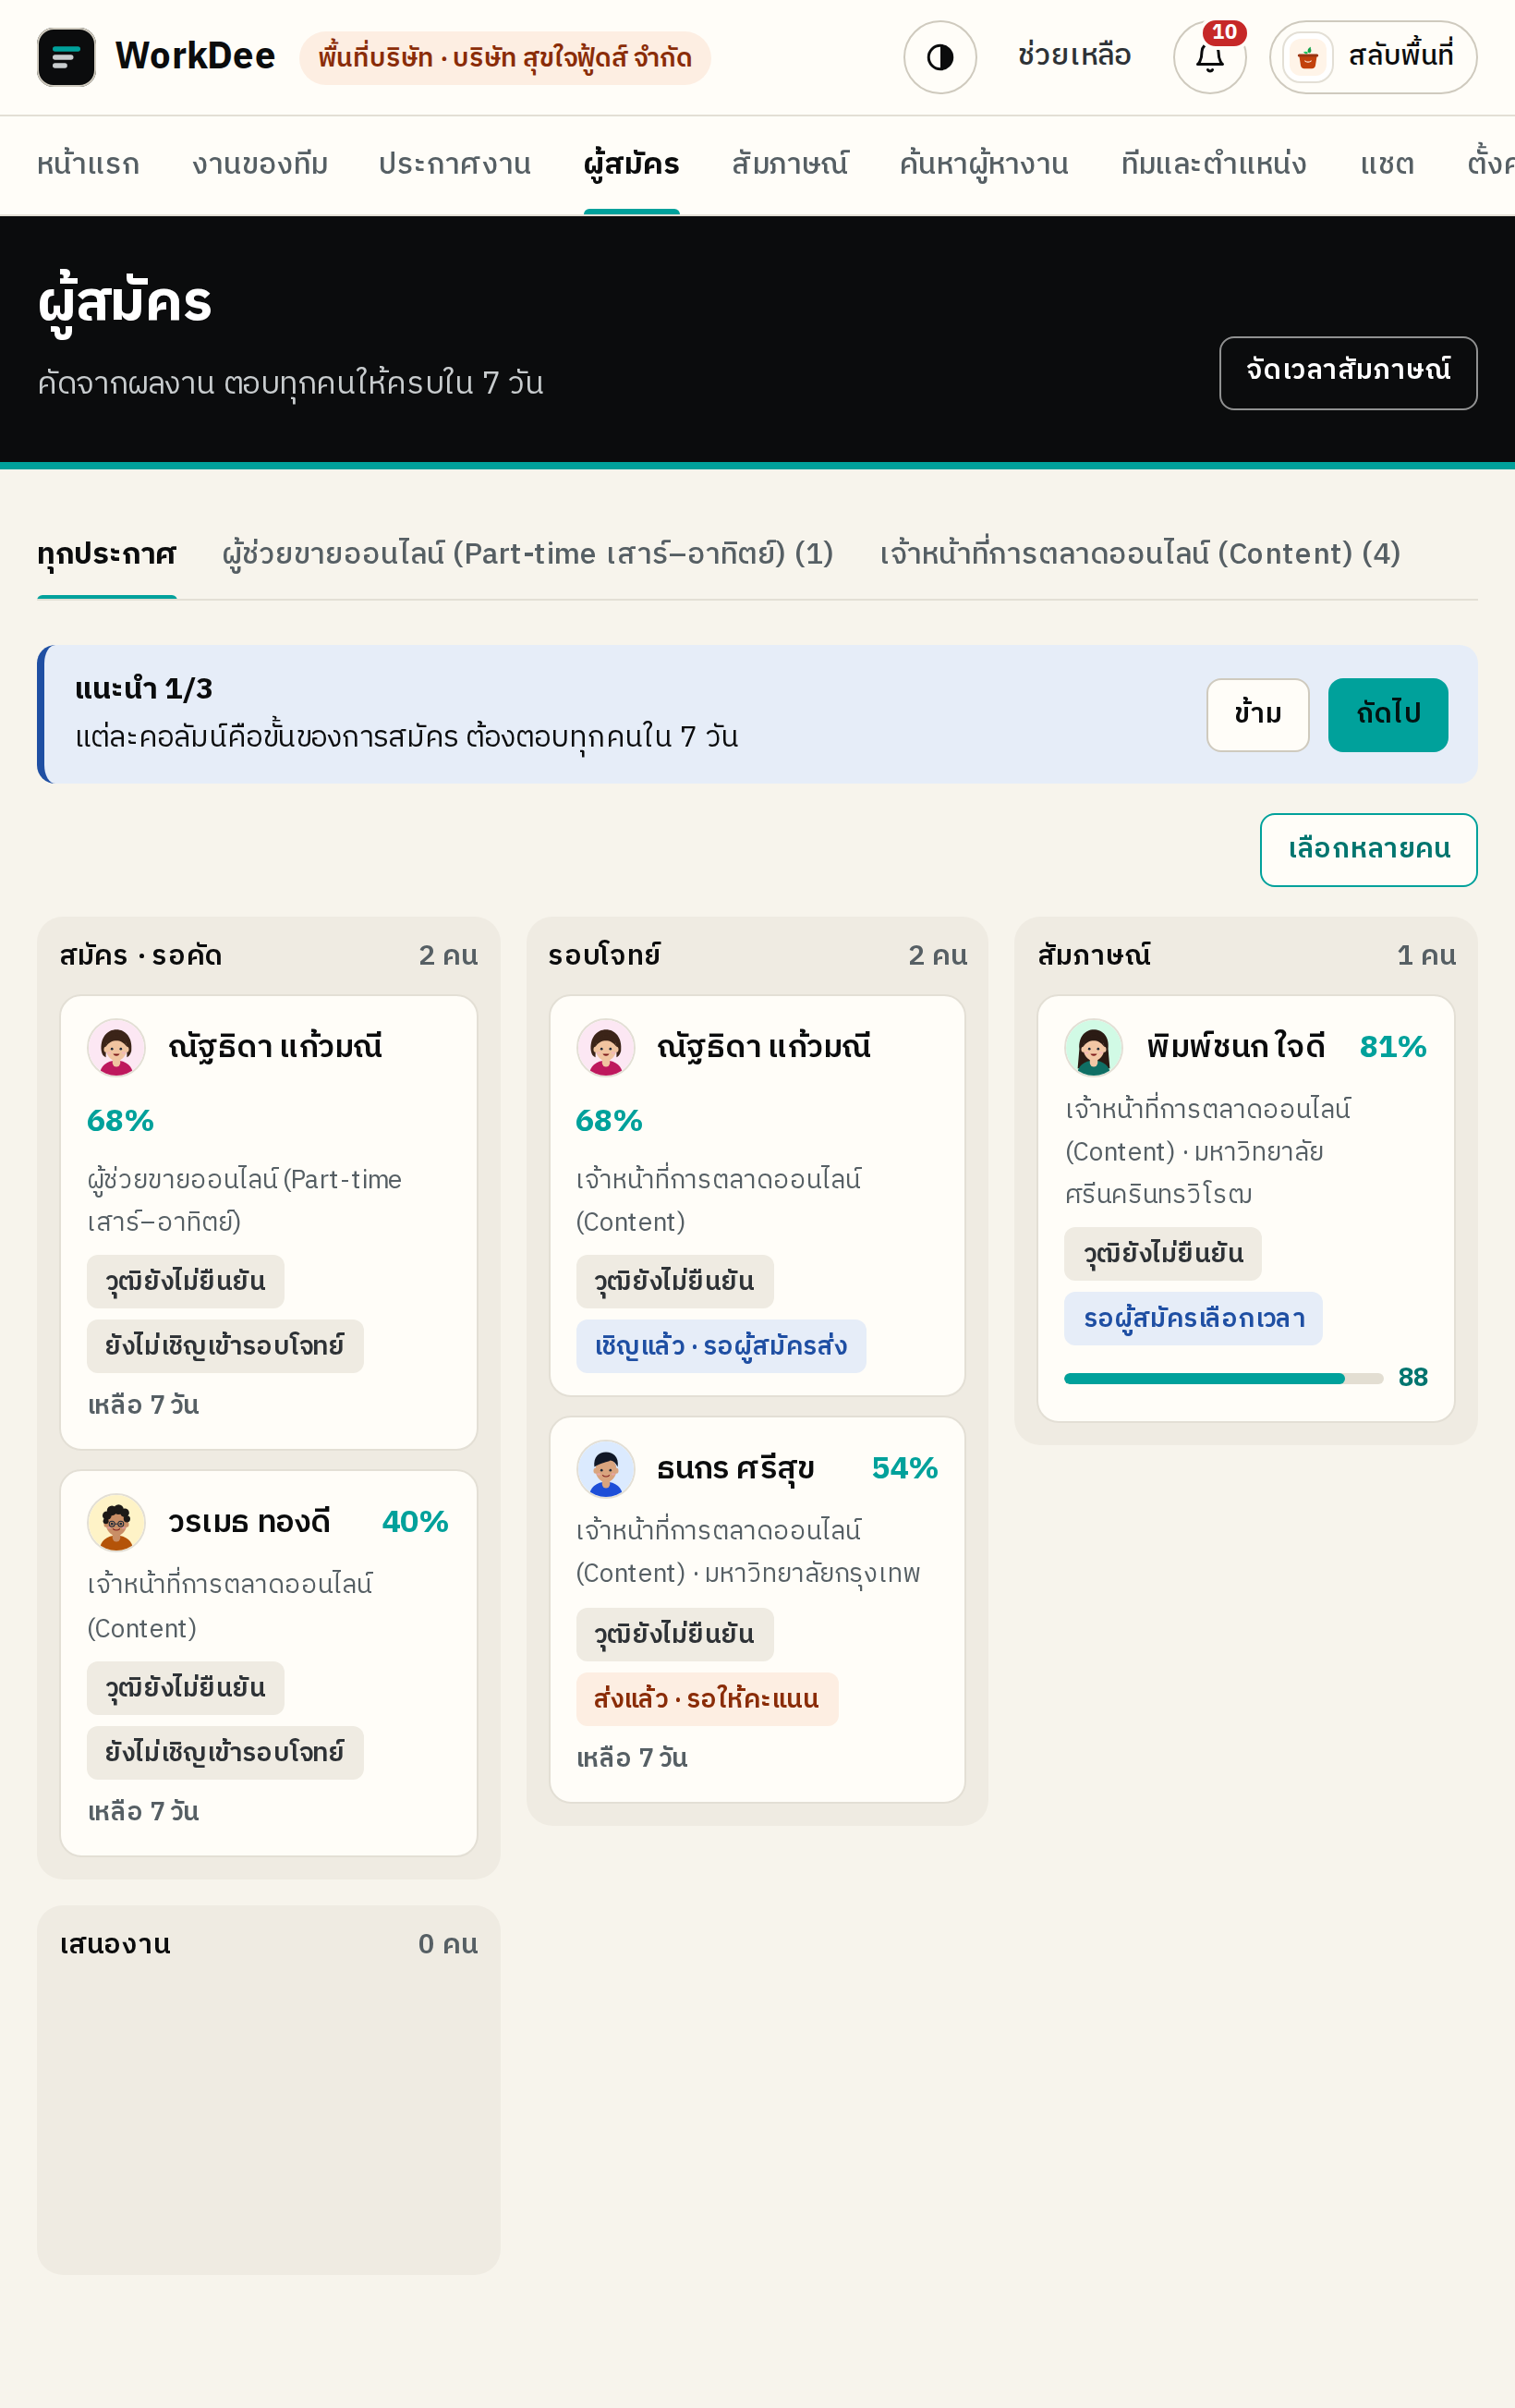 WorkDee
พื้นที่บริษัท · บริษัท สุขใจฟู้ดส์ จำกัด
ช่วยเหลือ
10
สลับพื้นที่
หน้าแรก
งานของทีม
ประกาศงาน
ผู้สมัคร
สัมภาษณ์
ค้นหาผู้หางาน
ทีมและตำแหน่ง
แชต
ผู้สมัคร
คัดจากผลงาน ตอบทุกคนให้ครบใน 7 วัน
จัดเวลาสัมภาษณ์
ทุกประกาศ
ผู้ช่วยขายออนไลน์ (Part-time เสาร์–อาทิตย์) (1)
เจ้าหน้าที่การตลาดออนไลน์ (Content) (4)
แนะนำ 1/3
แต่ละคอลัมน์คือขั้นของการสมัคร ต้องตอบทุกคนใน 7 วัน
ข้าม
ถัดไป
เลือกหลายคน
สมัคร · รอคัด
2 คน
ณัฐธิดา แก้วมณี
68%
ผู้ช่วยขายออนไลน์ (Part-time
เสาร์–อาทิตย์)
วุฒิยังไม่ยืนยัน
ยังไม่เชิญเข้ารอบโจทย์
เหลือ 7 วัน
วรเมธ ทองดี
40%
เจ้าหน้าที่การตลาดออนไลน์
(Content)
วุฒิยังไม่ยืนยัน
ยังไม่เชิญเข้ารอบโจทย์
เหลือ 7 วัน
รอบโจทย์
2 คน
ณัฐธิดา แก้วมณี
68%
เจ้าหน้าที่การตลาดออนไลน์
(Content)
วุฒิยังไม่ยืนยัน
เชิญแล้ว · รอผู้สมัครส่ง
ธนกร ศรีสุข
54%
เจ้าหน้าที่การตลาดออนไลน์
(Content) · มหาวิทยาลัยกรุงเทพ
วุฒิยังไม่ยืนยัน
ส่งแล้ว · รอให้คะแนน
เหลือ 7 วัน
สัมภาษณ์
1 คน
พิมพ์ชนก ใจดี
81%
เจ้าหน้าที่การตลาดออนไลน์
(Content) · มหาวิทยาลัย
ศรีนครินทรวิโรฒ
วุฒิยังไม่ยืนยัน
รอผู้สมัครเลือกเวลา
88
เสนองาน
0 คน